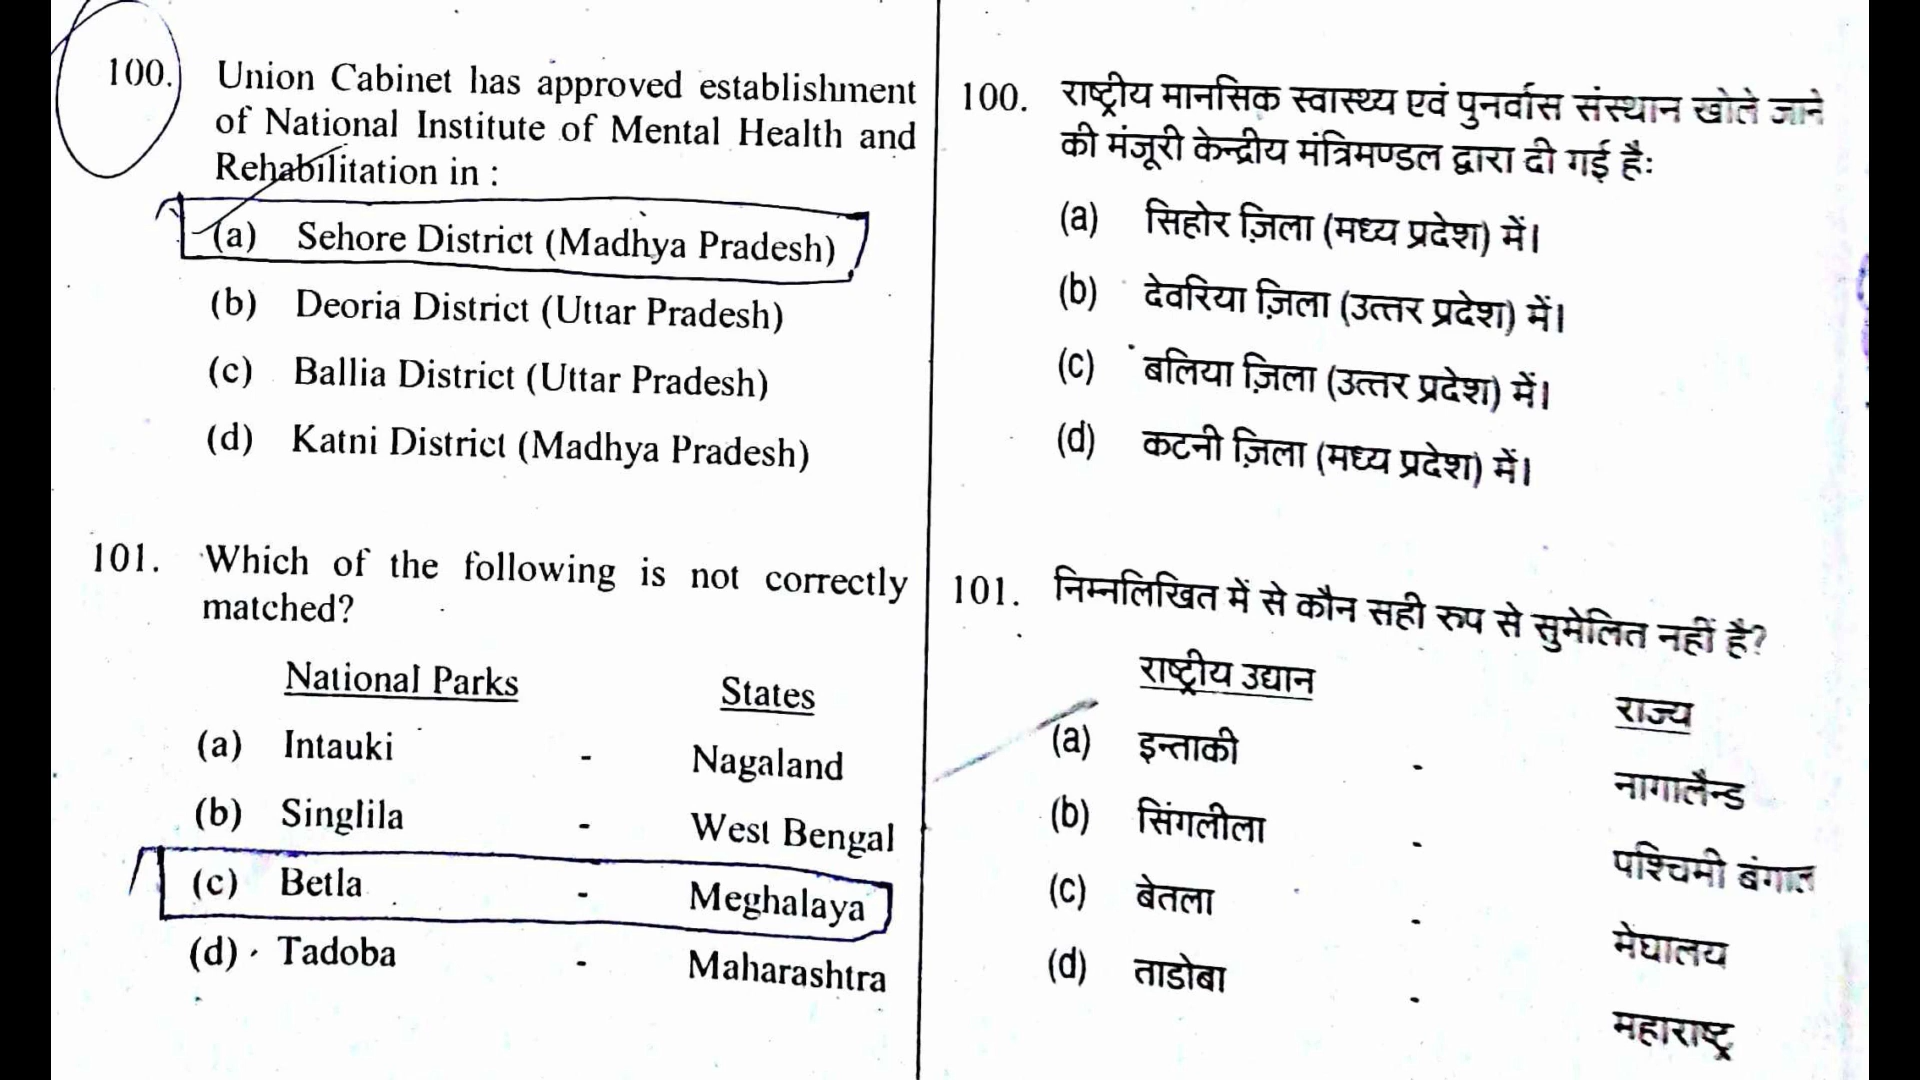 100. Union Cabinet has approved establishment
of National Institute of Mental Health and
Rehabilitation in :
(a) Sehore District (Madhya Pradesh)
(b) Deoria District (Uttar Pradesh)
(c) Ballia District (Uttar Pradesh)
(d) Katni District (Madhya Pradesh)
101. Which of the following is not correctly
matched?
National Parks States
(a) Intauki - Nagaland
(b) Singlila - West Bengal
(c) Betla - Meghalaya
(d) Tadoba - Maharashtra
100. राष्ट्रीय मानसिक स्वास्थ्य एवं पुनर्वास संस्थान खोले जाने
की मंजूरी केन्द्रीय मंत्रिमण्डल द्वारा दी गई हैः
(a) सिहोर ज़िला (मध्य प्रदेश) में।
(b) देवरिया ज़िला (उत्तर प्रदेश) में।
(c) बलिया ज़िला (उत्तर प्रदेश) में।
(d) कटनी ज़िला (मध्य प्रदेश) में।
101. निम्नलिखित में से कौन सही रुप से सुमेलित नहीं है?
राष्ट्रीय उद्यान राज्य
(a) इन्ताकी - नागालैन्ड
(b) सिंगलीला - पश्चिमी बंगाल
(c) बेतला - मेघालय
(d) ताडोबा - महाराष्ट्र